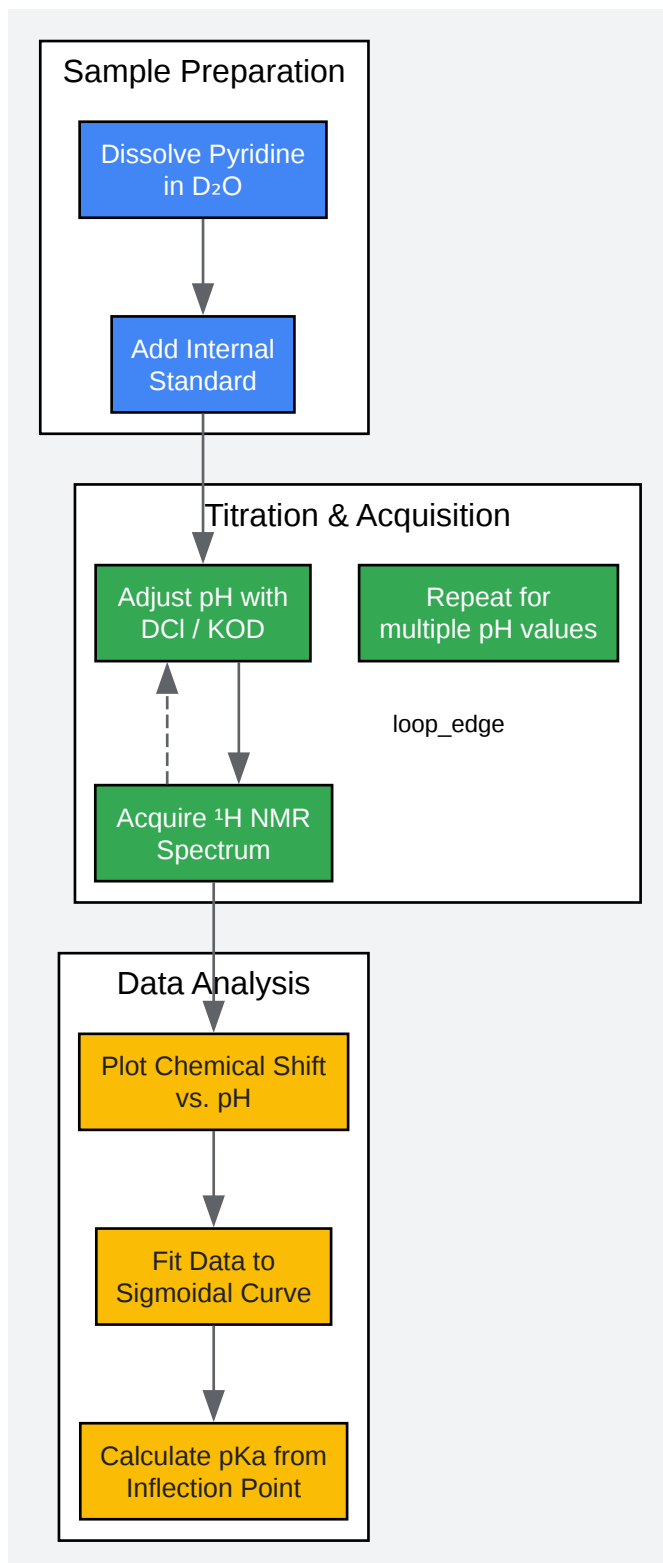 Sample Preparation
Dissolve Pyridine
in D₂O
Add Internal
Standard
Titration & Acquisition
Adjust pH with
DCl / KOD
Repeat for
multiple pH values
loop_edge
Acquire ¹H NMR
Spectrum
Data Analysis
Plot Chemical Shift
vs. pH
Fit Data to
Sigmoidal Curve
Calculate pKa from
Inflection Point